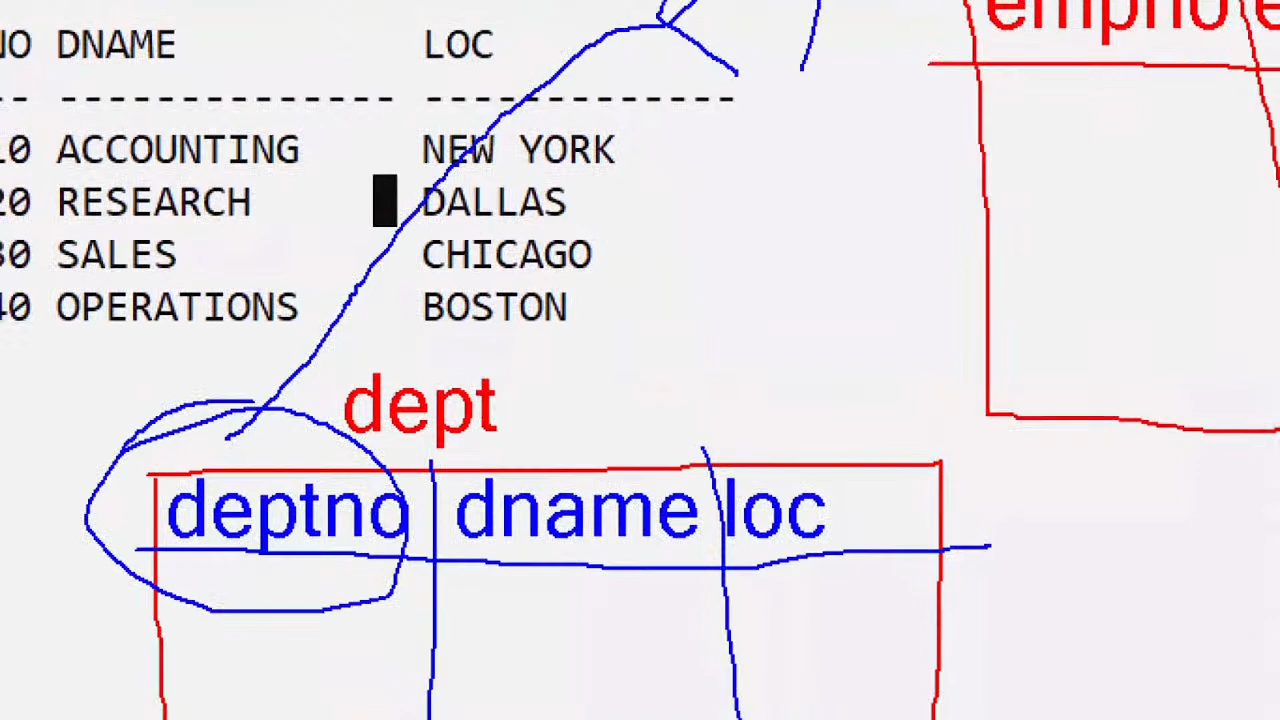 NO DNAME LOC
-- -------------- -------------
10 ACCOUNTING NEW YORK
20 RESEARCH DALLAS
30 SALES CHICAGO
40 OPERATIONS BOSTON
empno
dept
deptno dname loc